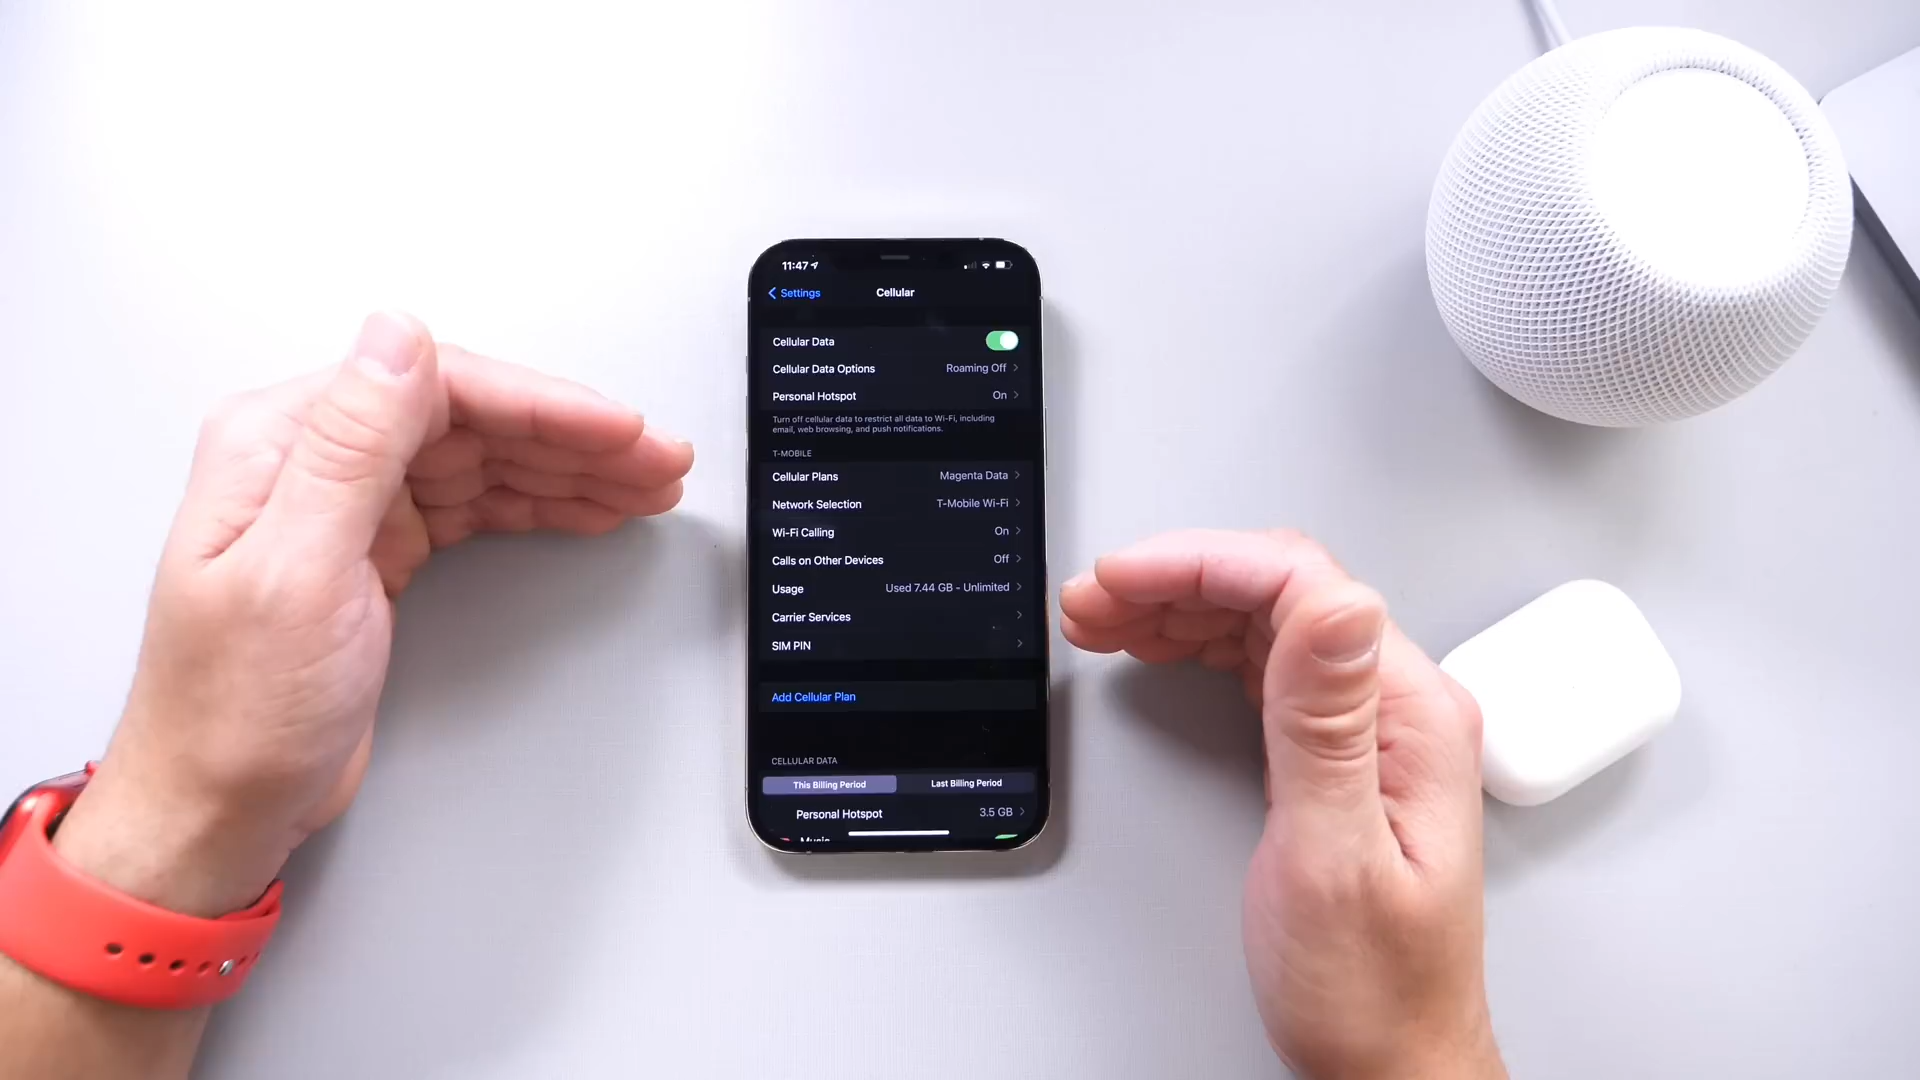 11:47
Settings
Cellular
Cellular Data
Cellular Data Options Roaming Off
Personal Hotspot On
Turn off cellular data to restrict all data to Wi-Fi, including
email, web browsing, and push notifications.
T-MOBILE
Cellular Plans Magenta Data
Network Selection T-Mobile Wi-Fi
Wi-Fi Calling On
Calls on Other Devices Off
Usage Used 7.44 GB - Unlimited
Carrier Services
SIM PIN
Add Cellular Plan
CELLULAR DATA
This Billing Period Last Billing Period
Personal Hotspot 3.5 GB
Music